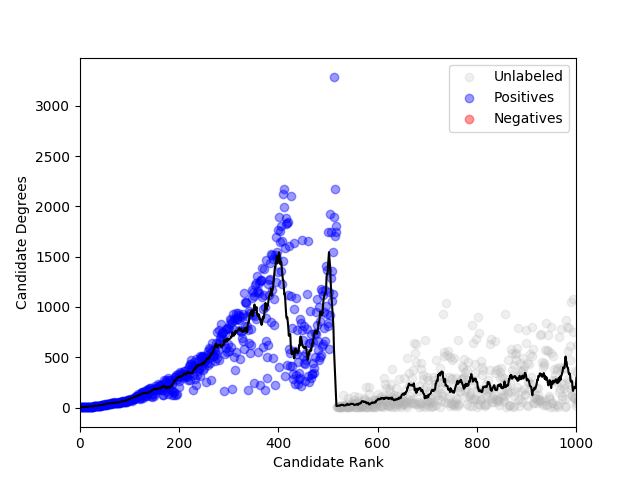 Unlabeled
Positives
Negatives
Candidate Degrees
3000
2500
2000
1500
1000
500
0
0 200 400 600 800 1000
Candidate Rank